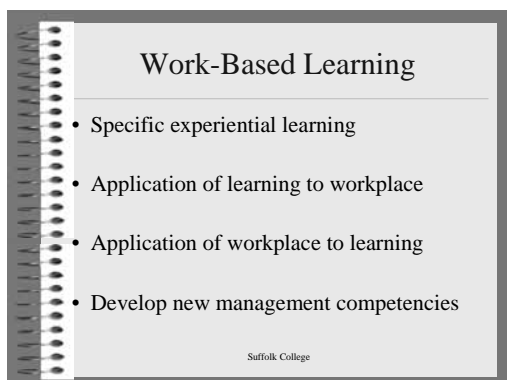 Work-Based Learning
• Specific experiential learning
• Application of learning to workplace
• Application of workplace to learning
• Develop new management competencies
Suffolk College